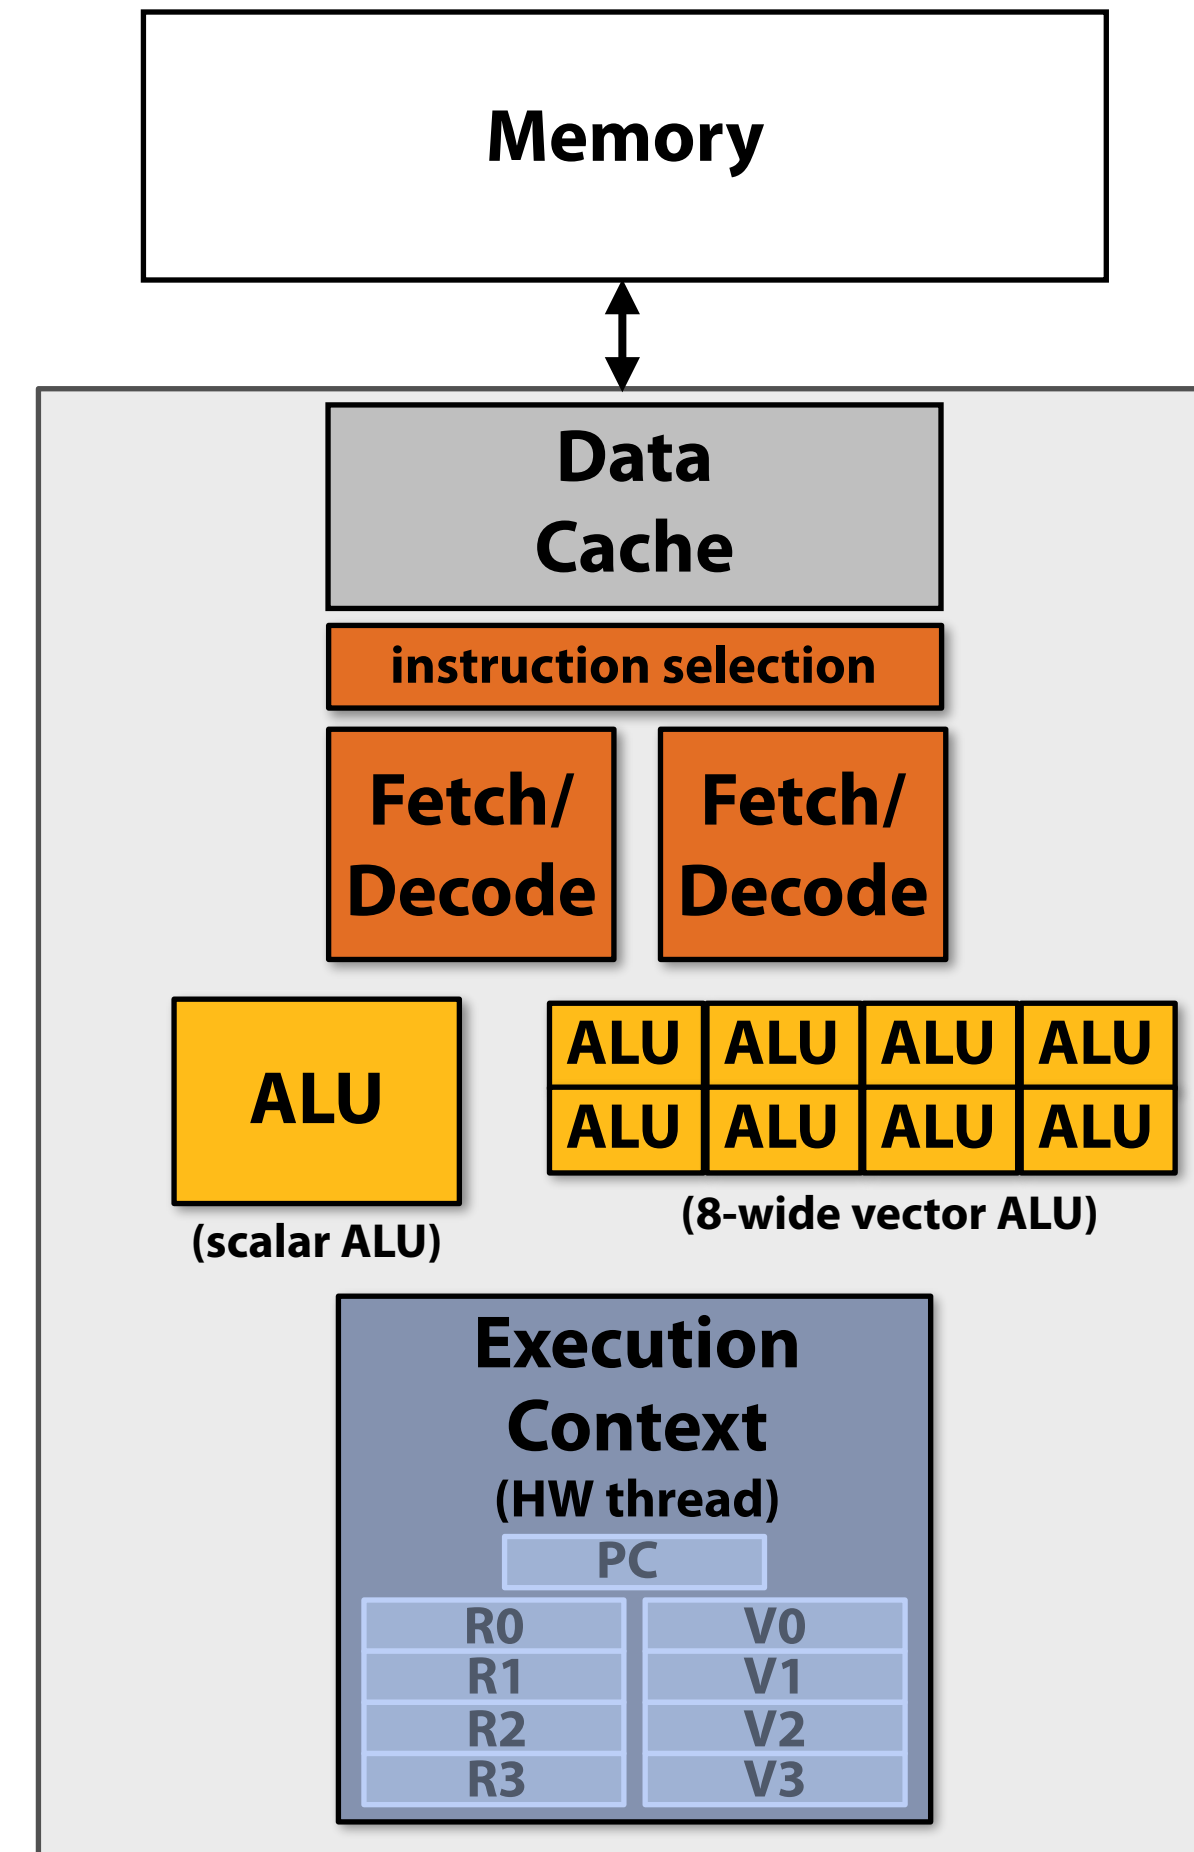 Memory
Data
Cache
instruction selection
Fetch/
Decode
Fetch/
Decode
ALU
(scalar ALU)
ALU ALU ALU ALU
ALU ALU ALU ALU
(8-wide vector ALU)
Execution
Context
(HW thread)
PC
R0 V0
R1 V1
R2 V2
R3 V3